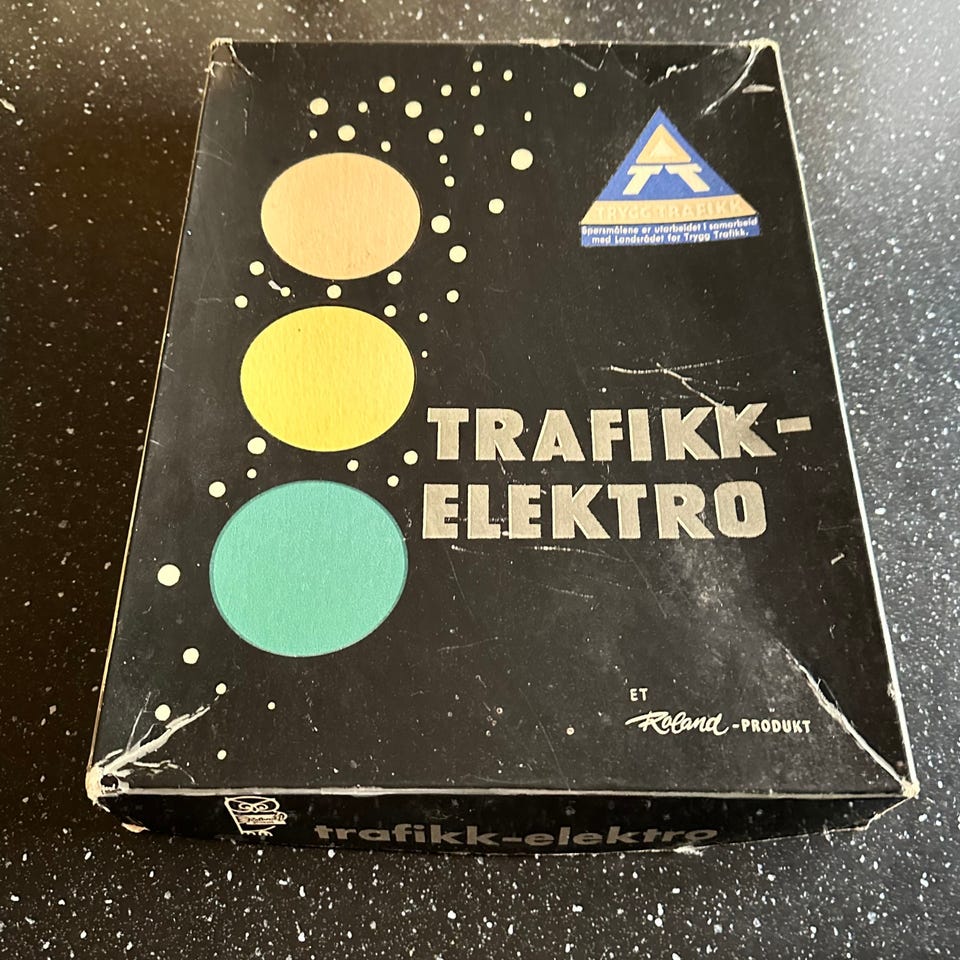 TRYGG TRAFIKK
Spørsmålene er utarbeidet i samarbeid
med Landsrådet for Trygg Trafikk.
TRAFIKK-
ELEKTRO
ET
Roland-PRODUKT
trafikk-elektro